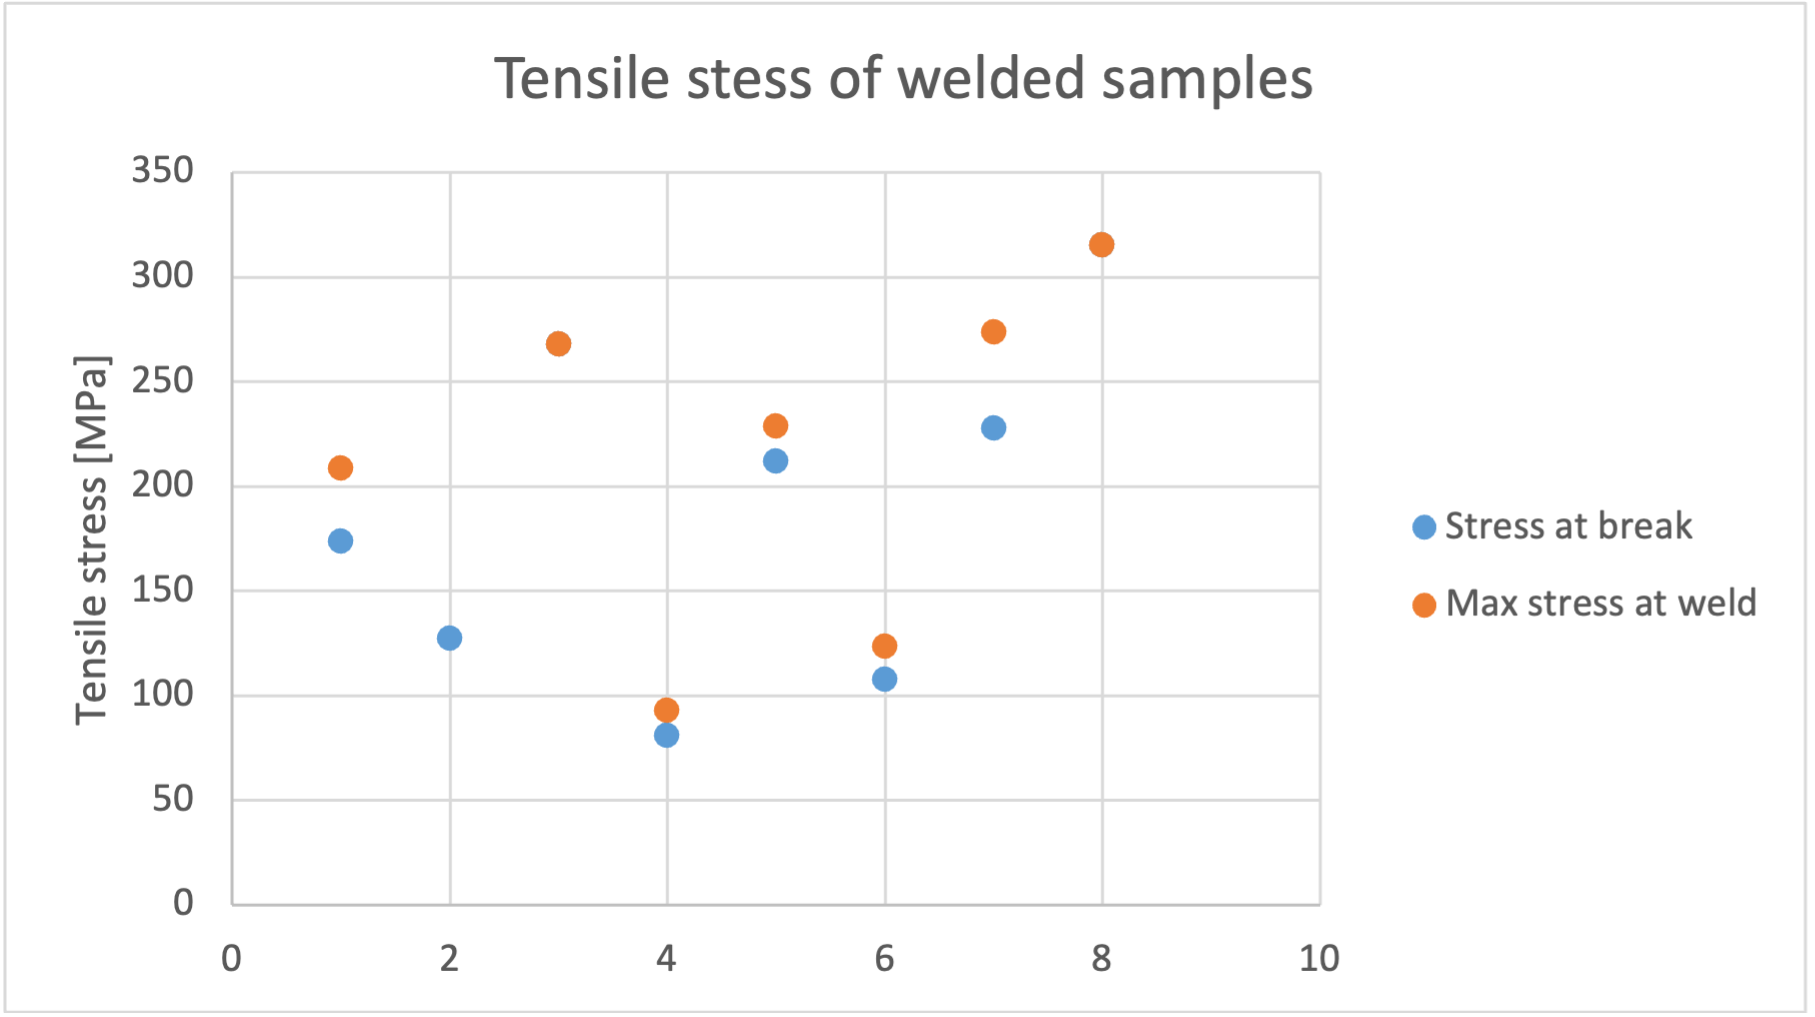 Tensile stess of welded samples
Tensile stress [MPa]
350
300
250
200
150
100
50
0
0 2 4 6 8 10
Stress at break
Max stress at weld